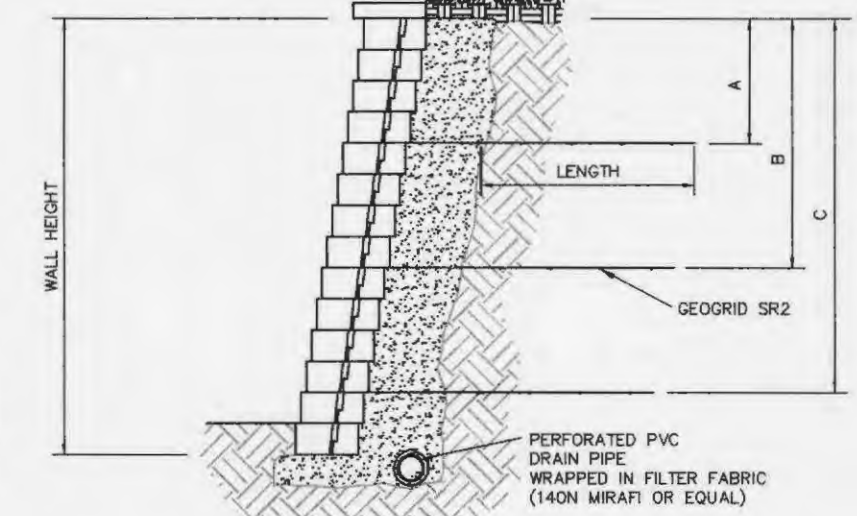 WALL HEIGHT
A
B
C
LENGTH
GEOGRID SR2
PERFORATED PVC
DRAIN PIPE
WRAPPED IN FILTER FABRIC
(140N MIRAFI OR EQUAL)